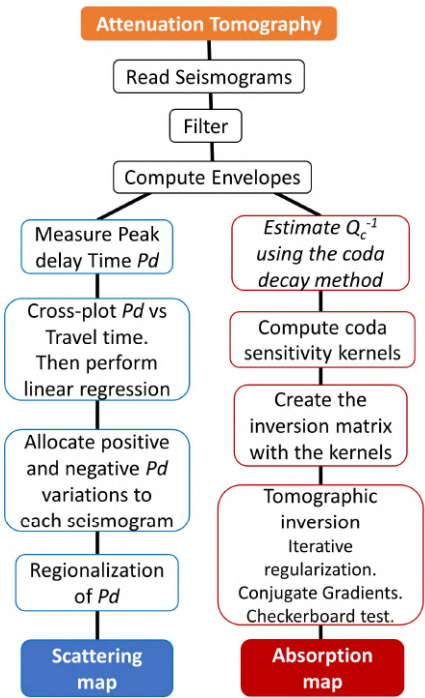 Attenuation Tomography
Read Seismograms
Filter
Compute Envelopes
Measure Peak
delay Time Pd
Cross-plot Pd vs
Travel time.
Then perform
linear regression
Allocate positive
and negative Pd
variations to
each seismogram
Regionalization
of Pd
Scattering
map
Estimate Qc⁻¹
using the coda
decay method
Compute coda
sensitivity kernels
Create the
inversion matrix
with the kernels
Tomographic
inversion
Iterative
regularization.
Conjugate Gradients.
Checkerboard test.
Absorption
map